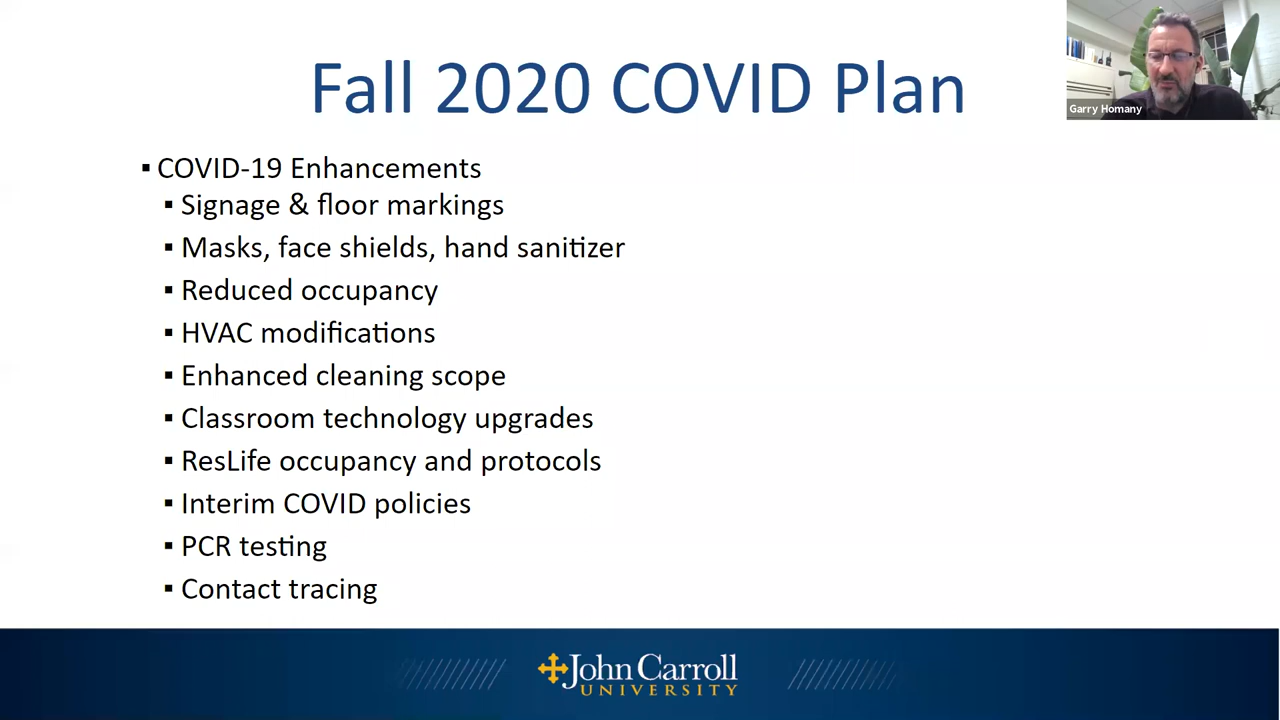 Fall 2020 COVID Plan
Garry Homany
▪ COVID-19 Enhancements
▪ Signage & floor markings
▪ Masks, face shields, hand sanitizer
▪ Reduced occupancy
▪ HVAC modifications
▪ Enhanced cleaning scope
▪ Classroom technology upgrades
▪ ResLife occupancy and protocols
▪ Interim COVID policies
▪ PCR testing
▪ Contact tracing
John Carroll
UNIVERSITY